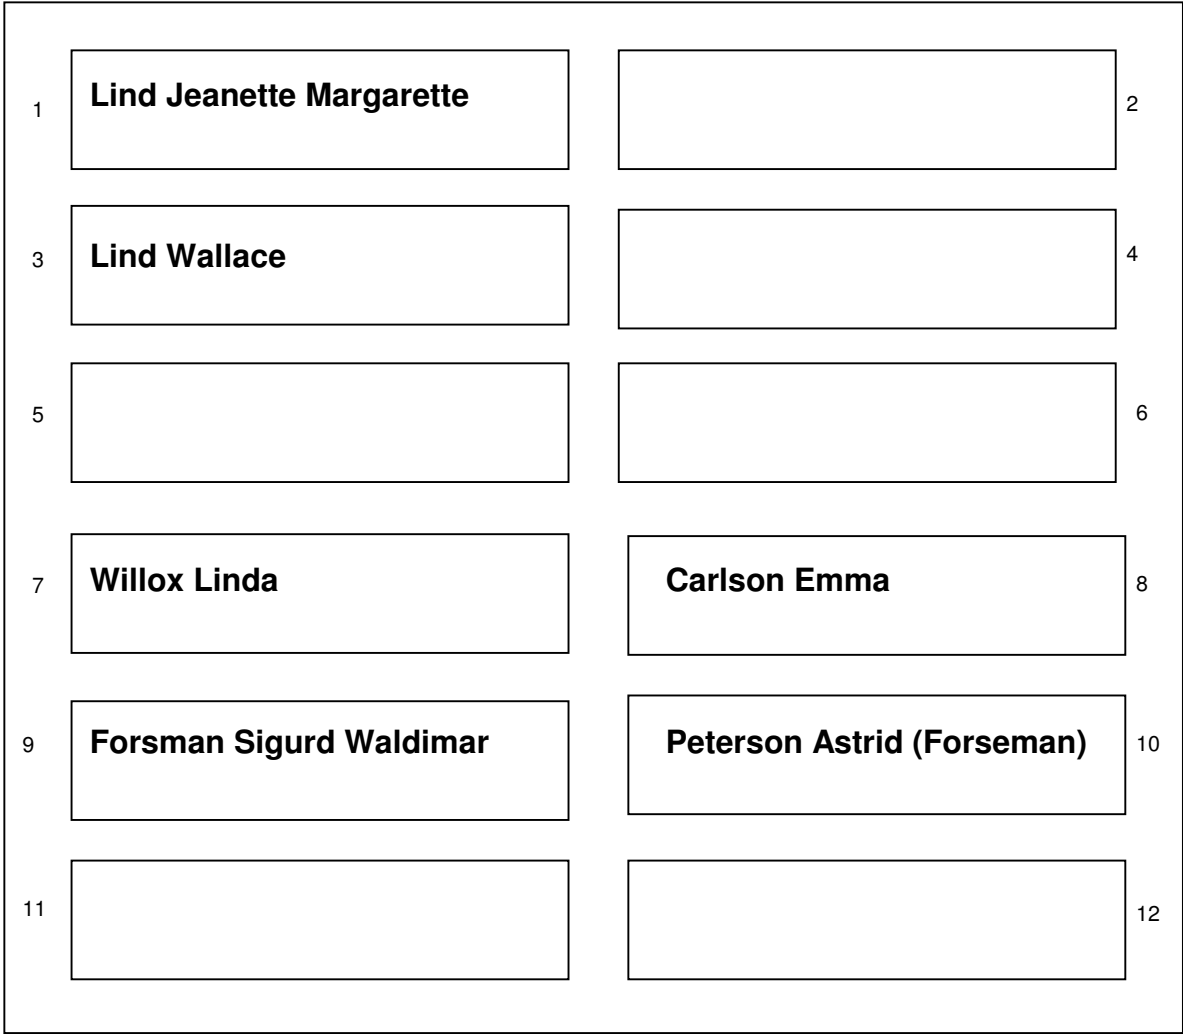 1 Lind Jeanette Margarette 2
3 Lind Wallace 4
5 6
7 Willox Linda Carlson Emma 8
9 Forsman Sigurd Waldimar Peterson Astrid (Forseman) 10
11 12